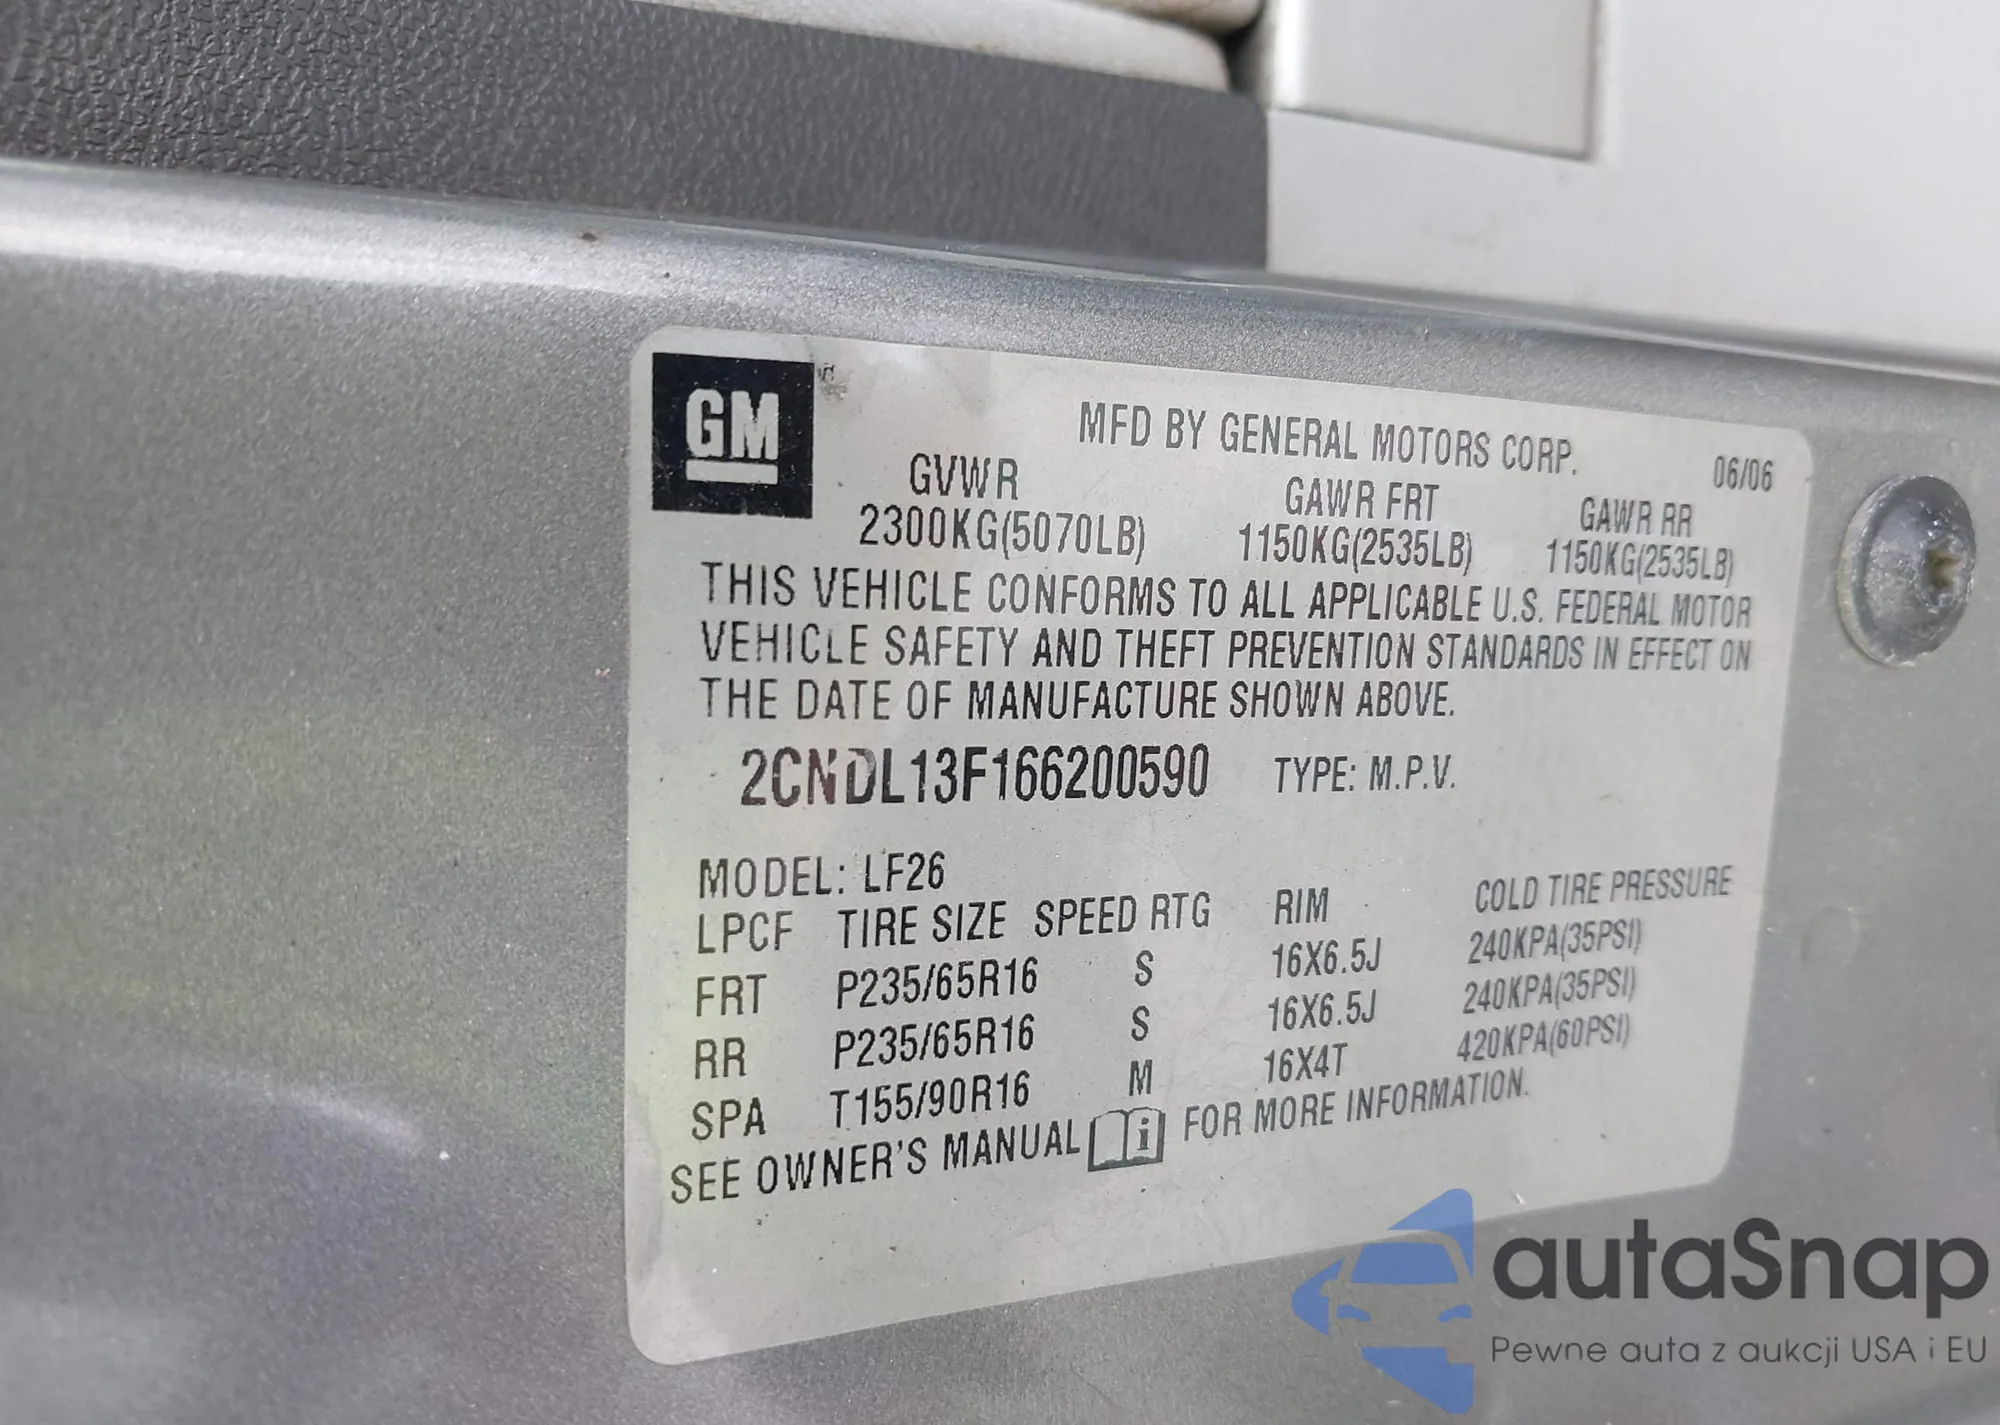 GM
MFD BY GENERAL MOTORS CORP. 06/06
GVWR GAWR FRT GAWR RR
2300KG(5070LB) 1150KG(2535LB) 1150KG(2535LB)
THIS VEHICLE CONFORMS TO ALL APPLICABLE U.S. FEDERAL MOTOR
VEHICLE SAFETY AND THEFT PREVENTION STANDARDS IN EFFECT ON
THE DATE OF MANUFACTURE SHOWN ABOVE.
2CNDL13F166200590 TYPE: M.P.V.
MODEL: LF26
LPCF TIRE SIZE SPEED RTG RIM COLD TIRE PRESSURE
FRT P235/65R16 S 16X6.5J 240KPA(35PSI)
RR P235/65R16 S 16X6.5J 240KPA(35PSI)
SPA T155/90R16 M 16X4T 420KPA(60PSI)
SEE OWNER'S MANUAL i FOR MORE INFORMATION.
autaSnap
Pewne auta z aukcji USA i EU